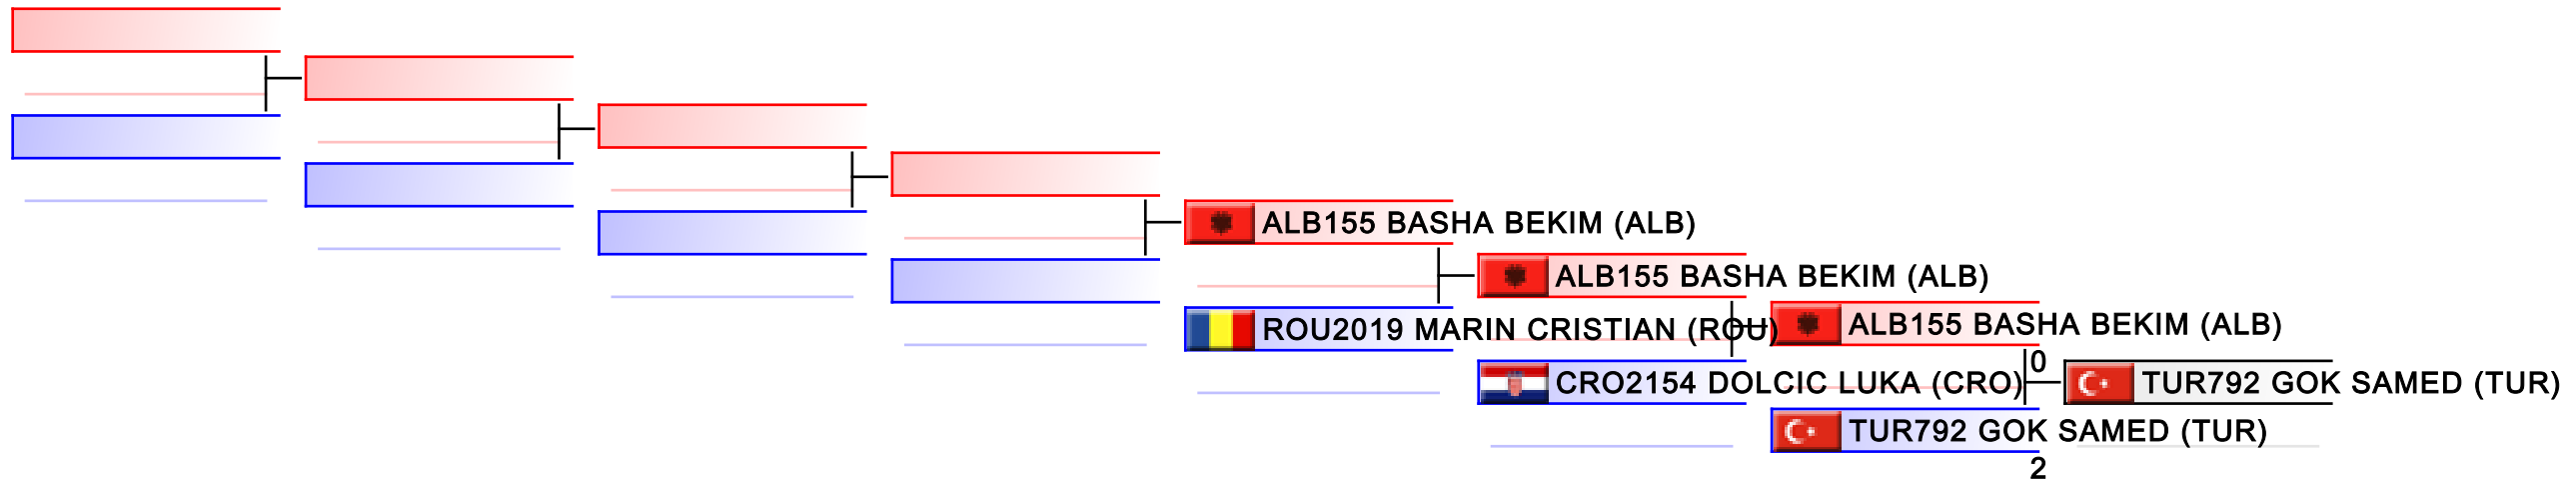 ALB155 BASHA BEKIM (ALB)
ROU2019 MARIN CRISTIAN (ROU)
ALB155 BASHA BEKIM (ALB)
CRO2154 DOLCIC LUKA (CRO)
ALB155 BASHA BEKIM (ALB)
0
TUR792 GOK SAMED (TUR)
2
TUR792 GOK SAMED (TUR)